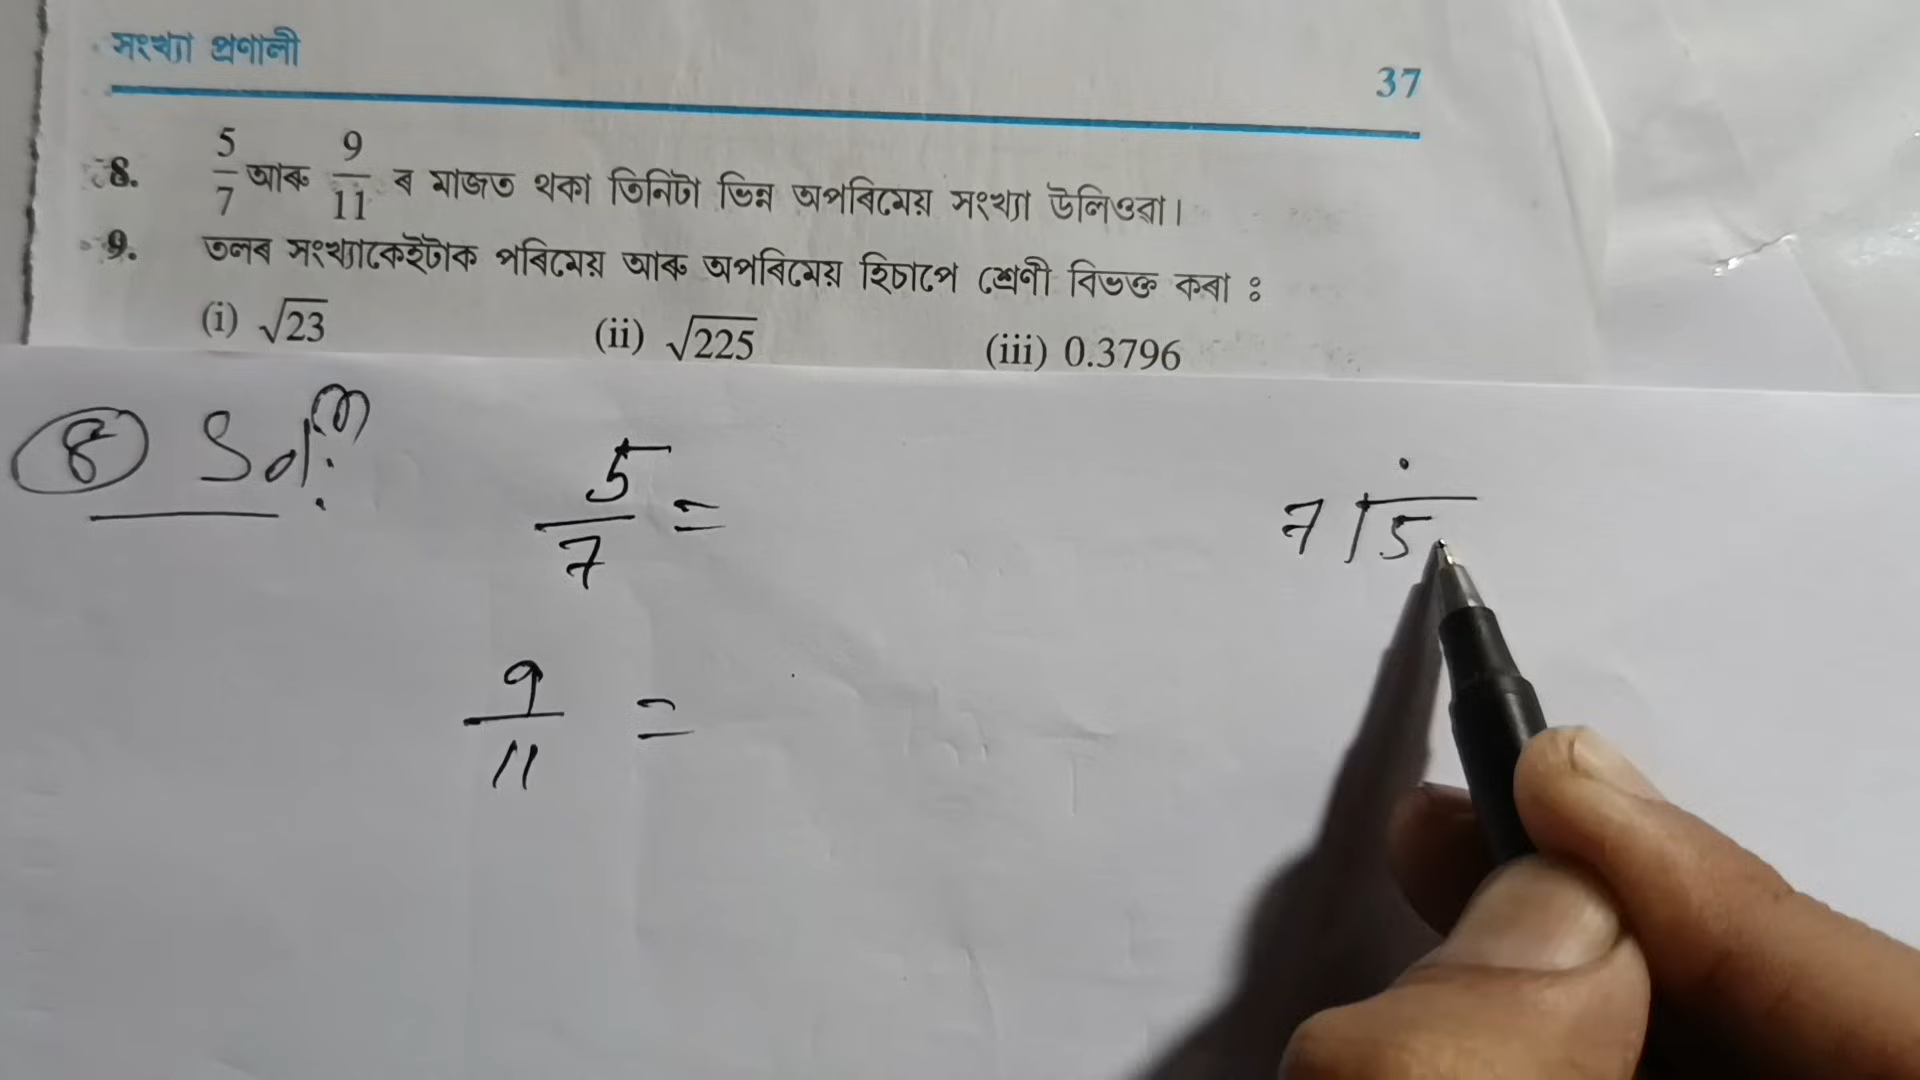 সংখ্যা প্ৰণালী
37
8. 5/7 আৰু 9/11 ৰ মাজত থকা তিনিটা ভিন্ন অপৰিমেয় সংখ্যা উলিওৱা।
9. তলৰ সংখ্যাকেইটাক পৰিমেয় আৰু অপৰিমেয় হিচাপে শ্ৰেণী বিভক্ত কৰা ঃ
(i) √23 (ii) √225 (iii) 0.3796
8 Solⁿ:
5/7 =
7 5
9/11 =